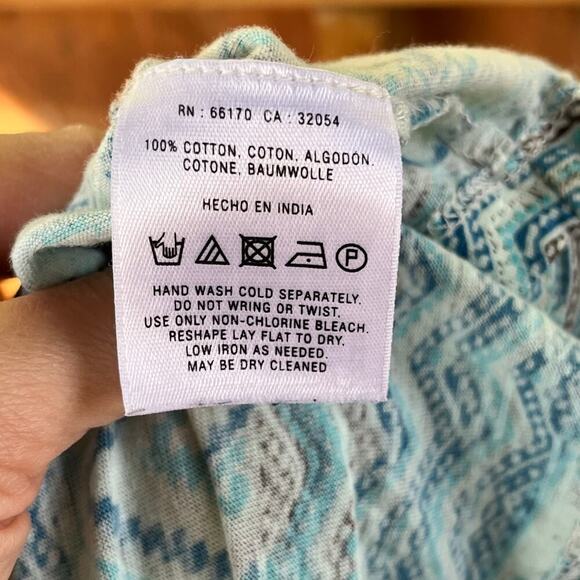 RN : 66170 CA : 32054
100% COTTON, COTON, ALGODÓN,
COTONE, BAUMWOLLE
HECHO EN INDIA
P
HAND WASH COLD SEPARATELY.
DO NOT WRING OR TWIST.
USE ONLY NON-CHLORINE BLEACH.
RESHAPE LAY FLAT TO DRY.
LOW IRON AS NEEDED.
MAY BE DRY CLEANED